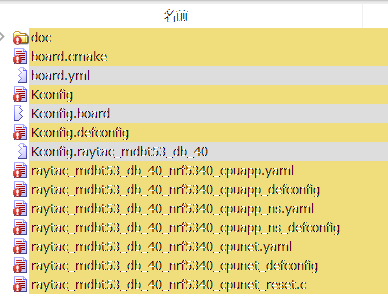 名前
doc
board.cmake
board.yml
Kconfig
Kconfig.board
Kconfig.defconfig
Kconfig.raytac_mdbt53_db_40
raytac_mdbt53_db_40_nrf5340_cpuapp.yaml
raytac_mdbt53_db_40_nrf5340_cpuapp_defconfig
raytac_mdbt53_db_40_nrf5340_cpuapp_ns.yaml
raytac_mdbt53_db_40_nrf5340_cpuapp_ns_defconfig
raytac_mdbt53_db_40_nrf5340_cpunet.yaml
raytac_mdbt53_db_40_nrf5340_cpunet_defconfig
raytac_mdbt53_db_40_nrf5340_cpunet_reset.c